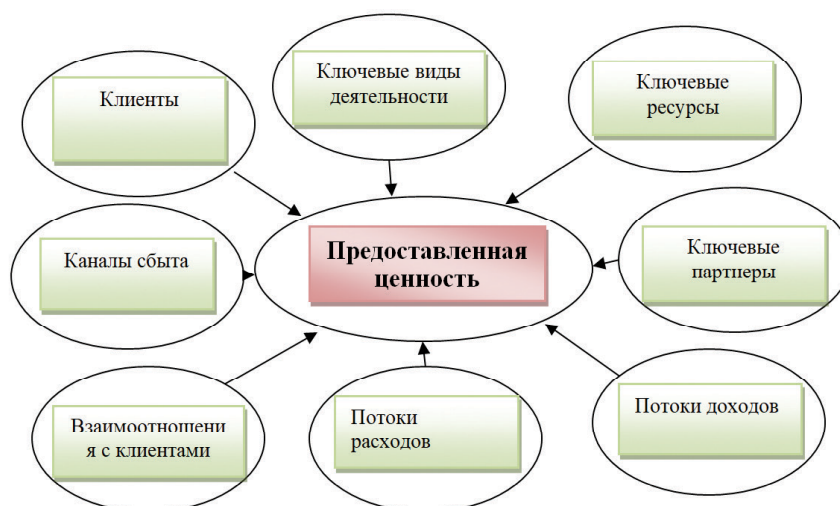 Клиенты
Ключевые виды
деятельности
Ключевые
ресурсы
Каналы сбыта
Предоставленная
ценность
Ключевые
партнеры
Взаимоотношени
я с клиентами
Потоки
расходов
Потоки доходов